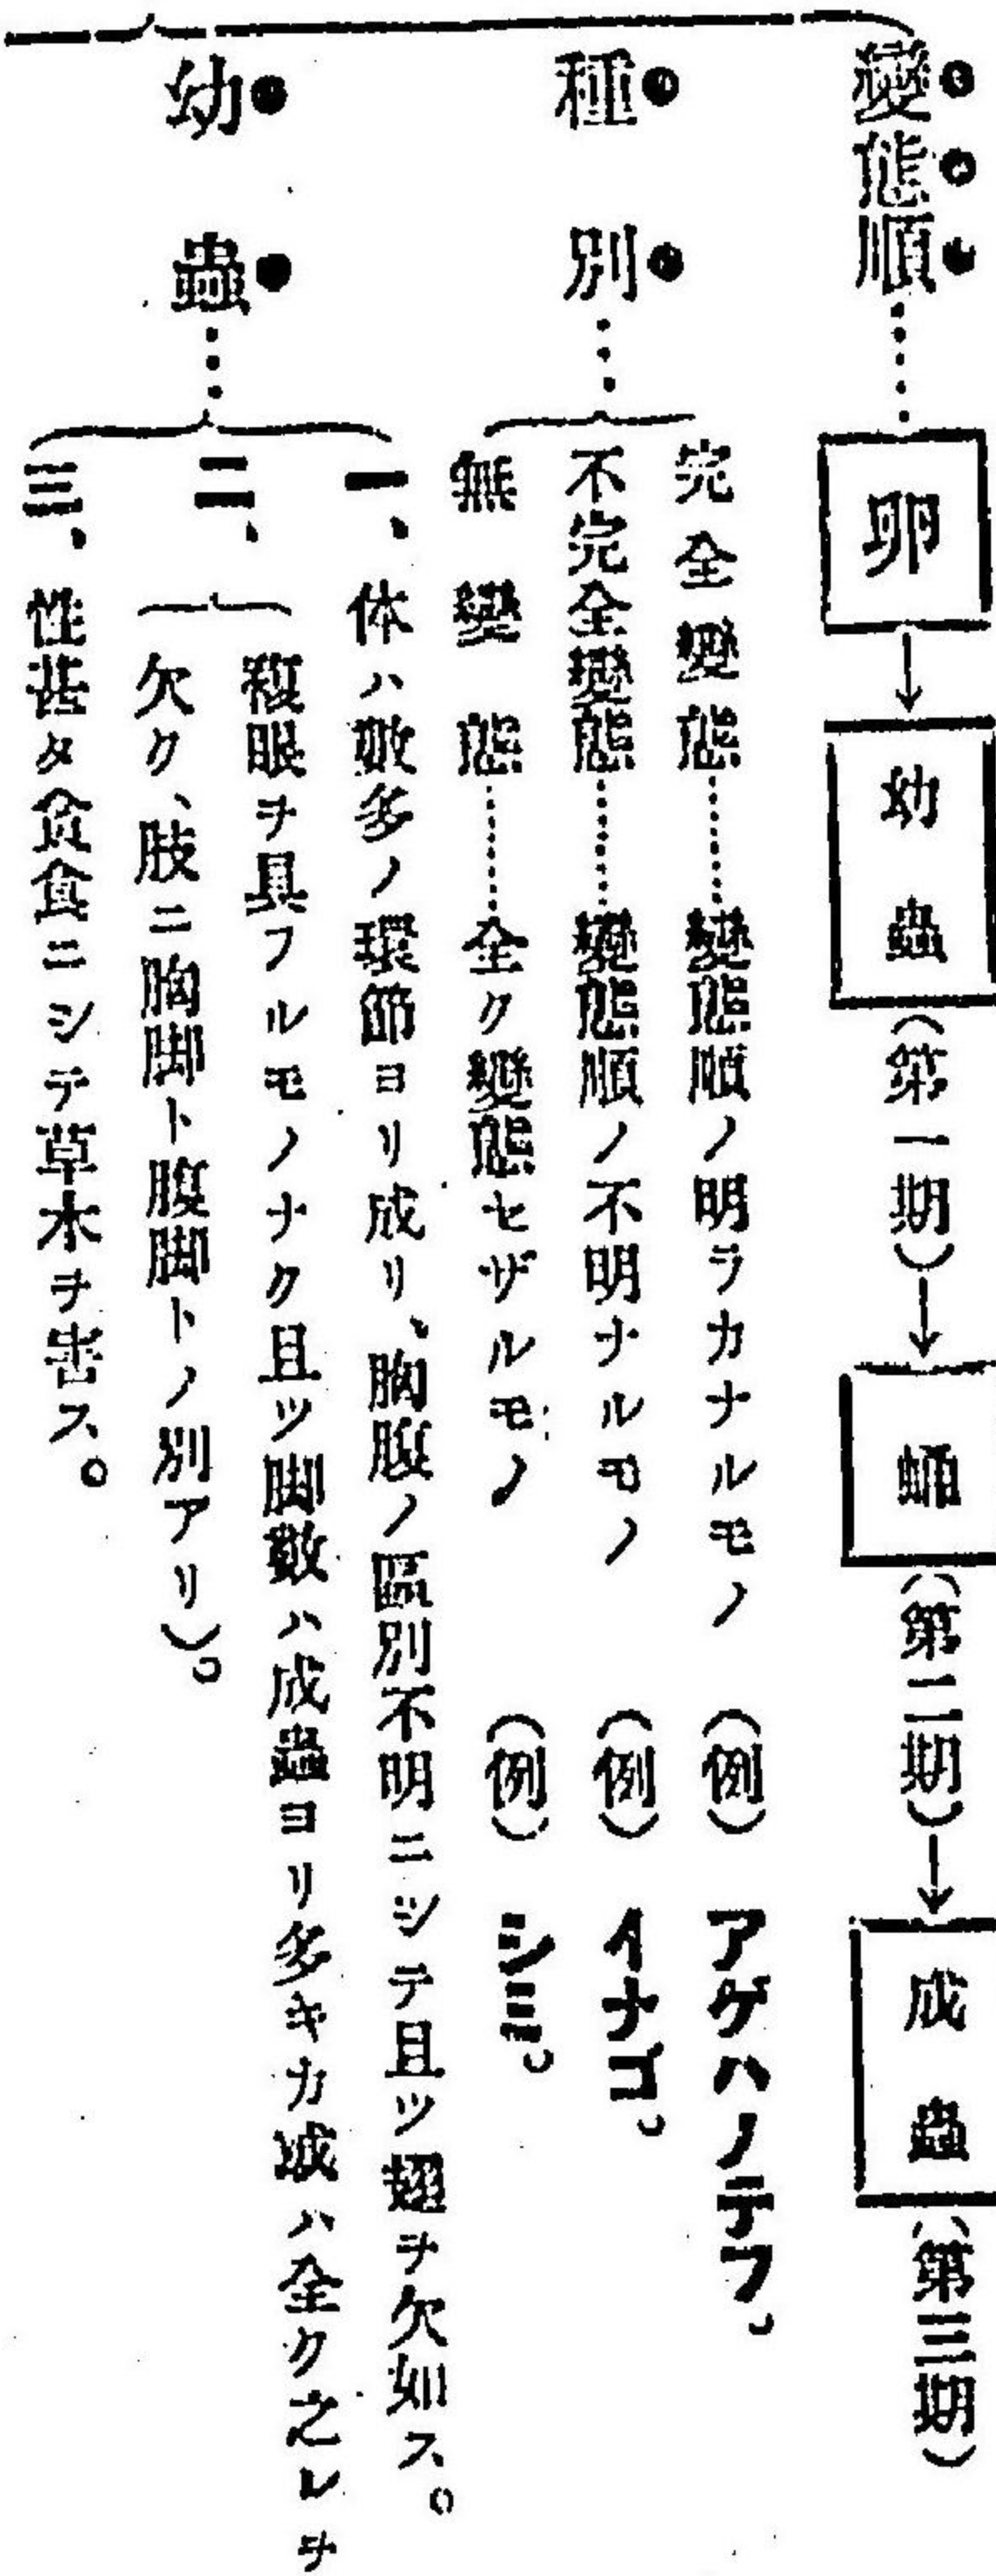 變態順……卵→幼蟲(第一期)→蛹(第二期)→成蟲(第三期)
種別……
完全變態……變態順ノ明ラカナルモノ (例) アゲハノテフ。
不完全變態……變態順ノ不明ナルモノ (例) イナゴ。
無變態……全ク變態セザルモノ (例) シミ。
幼蟲……
一、体ハ數多ノ環節ヨリ成リ、胸腹ノ區別不明ニシテ且ツ翅ヲ欠如ス。
二、複眼ヲ具フルモノナク且ツ脚數ハ成蟲ヨリ多キカ或ハ全ク之レヲ
欠ク、肢ニ胸脚ト腹脚トノ別アリ)。
三、性甚タ貪食ニシテ草木ヲ害ス。